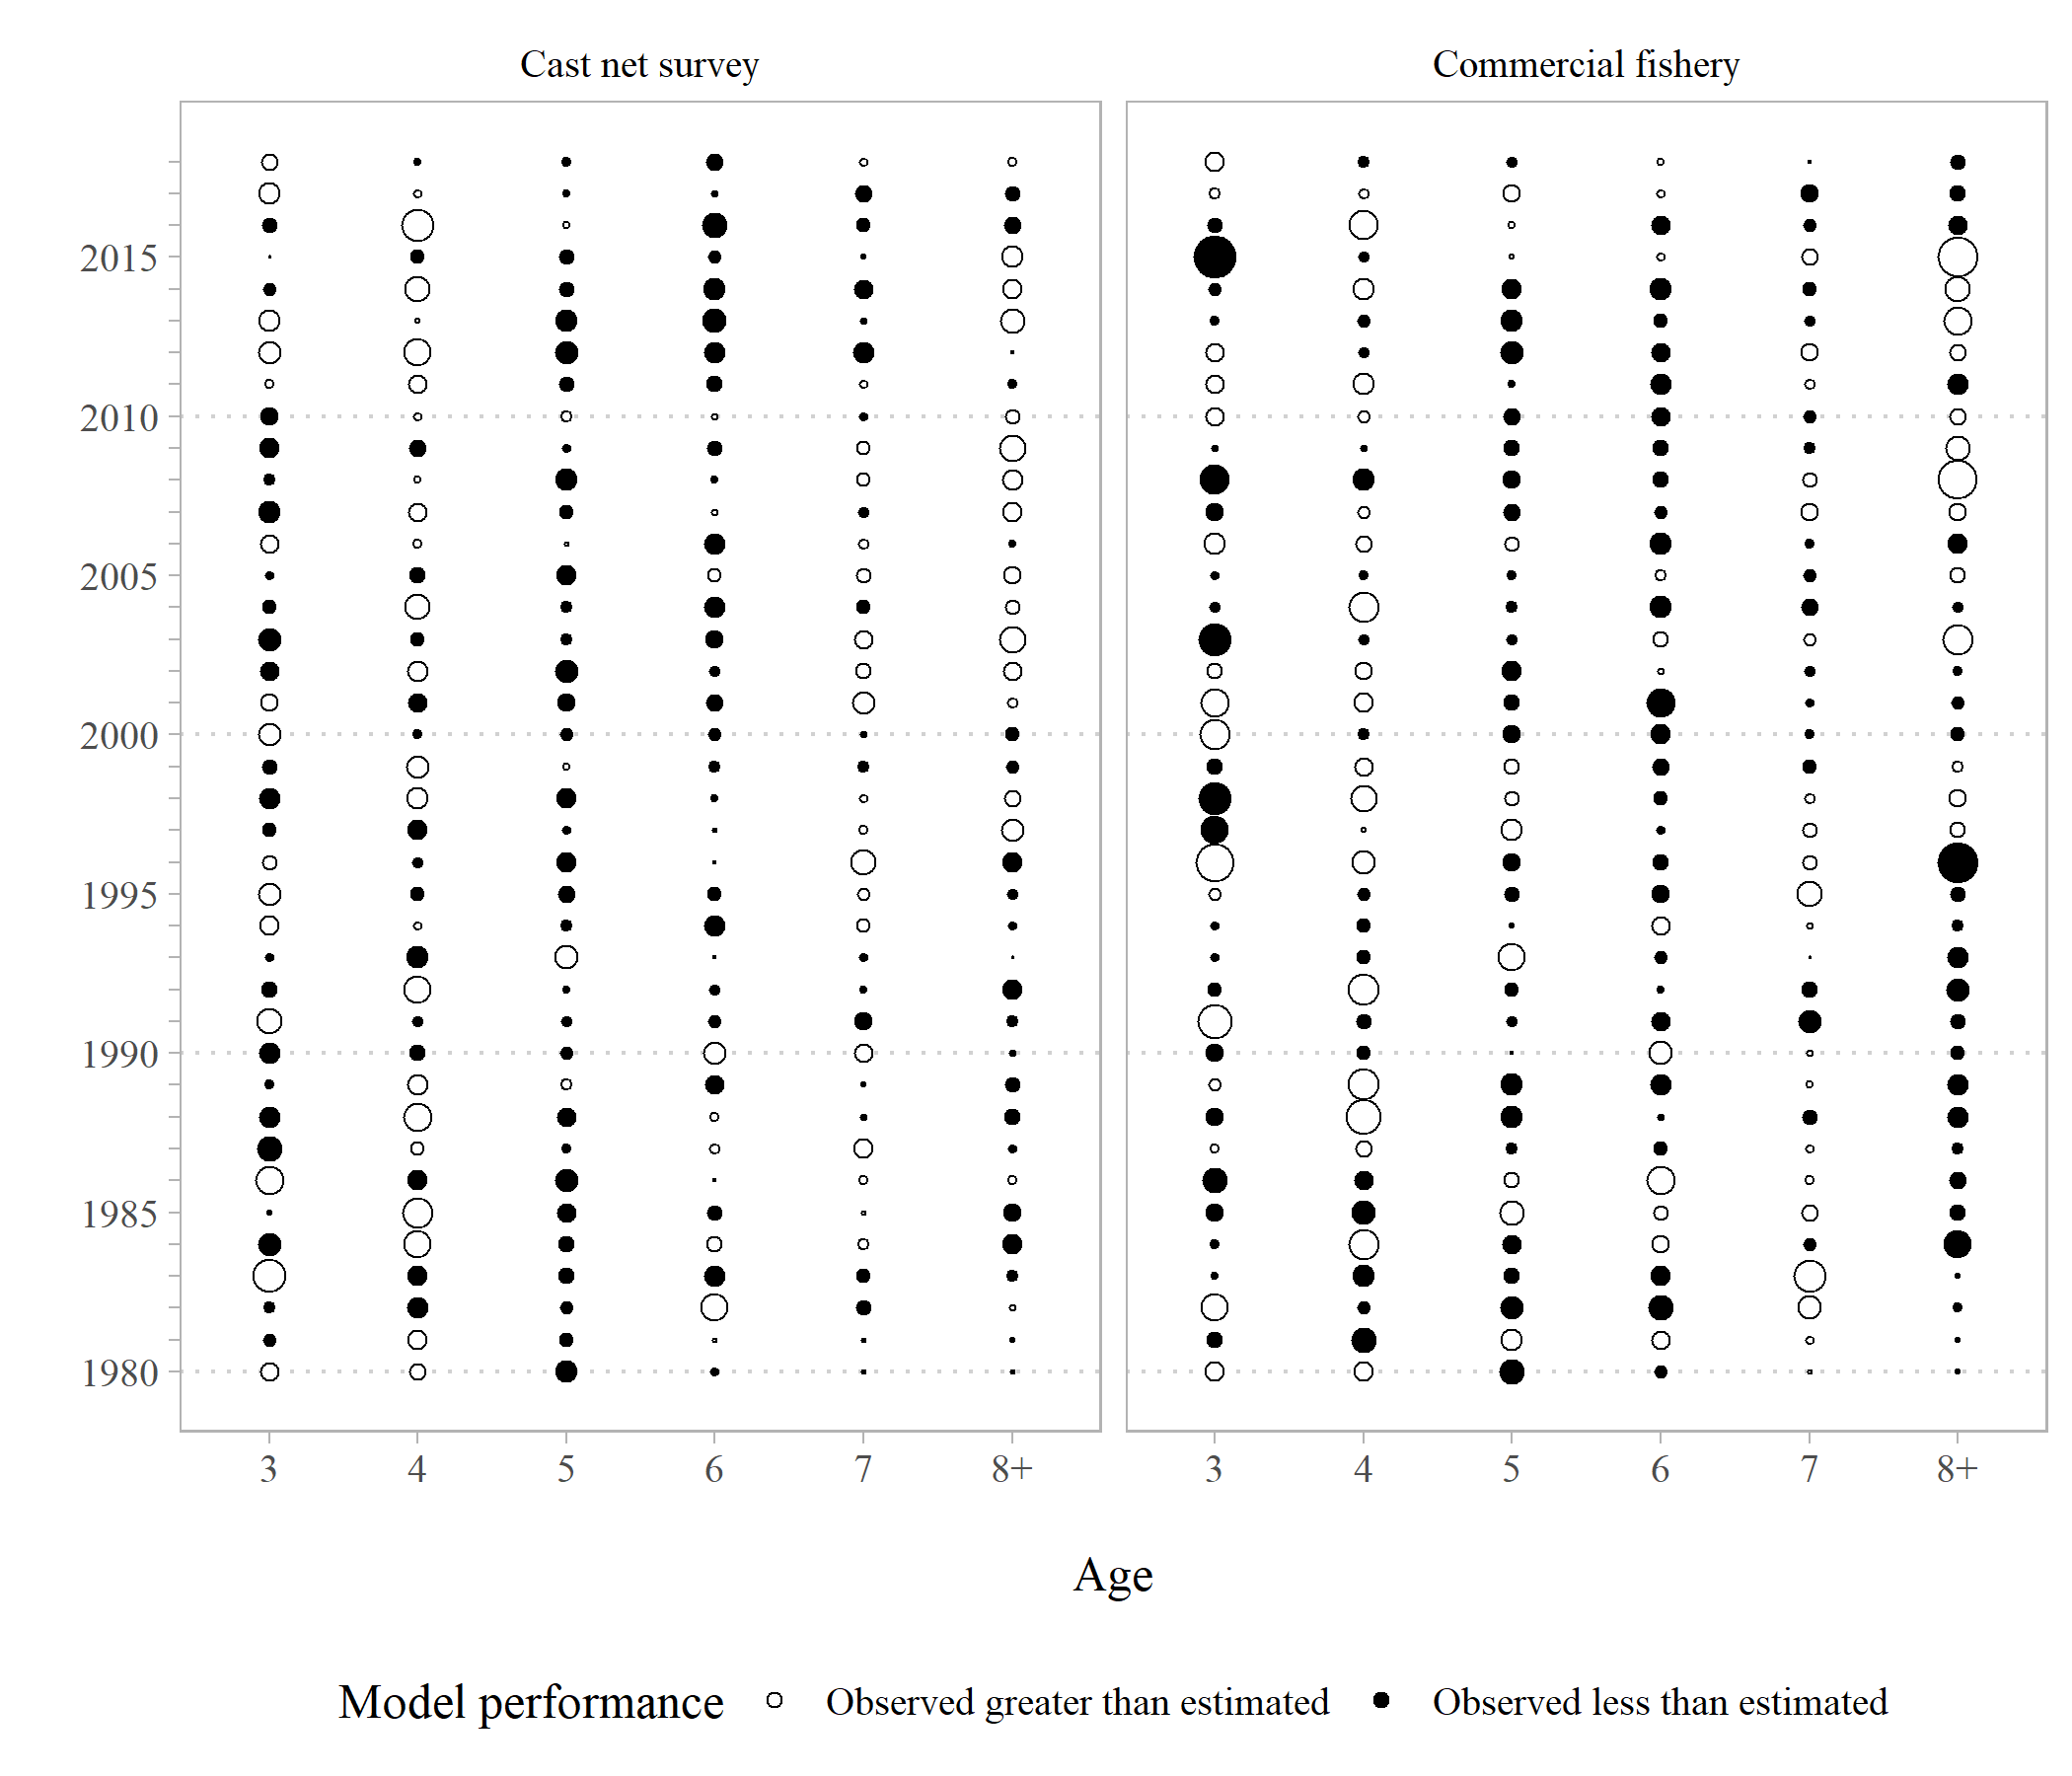 Cast net survey Commercial fishery
2015
2010
2005
2000
1995
1990
1985
1980
3 4 5 6 7 8+ 3 4 5 6 7 8+
Age
Model performance Observed greater than estimated Observed less than estimated